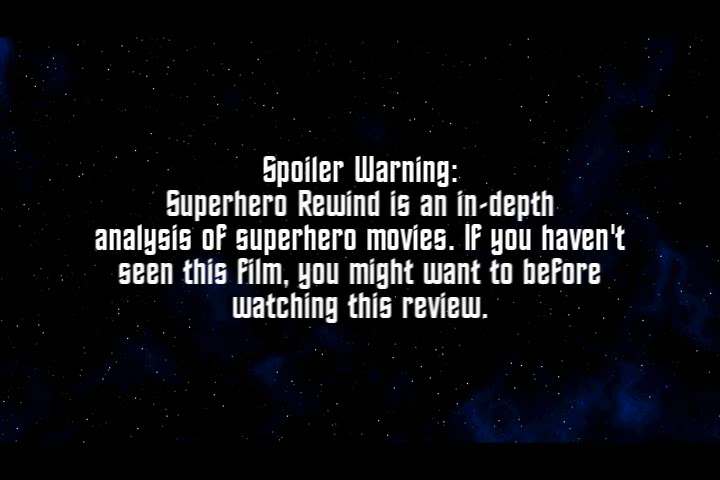 Spoiler Warning:
Superhero Rewind is an in-depth
analysis of superhero movies. If you haven't
seen this film, you might want to before
watching this review.